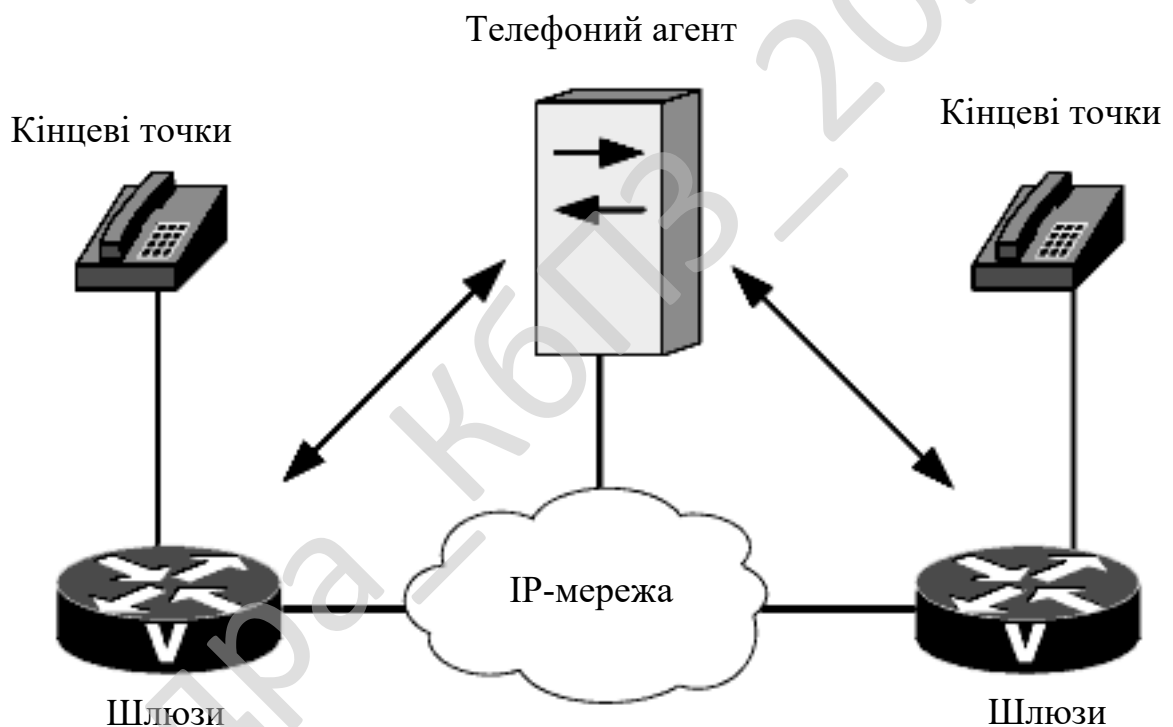 Телефоний агент
Кінцеві точки
Кінцеві точки
IP-мережа
V
V
Шлюзи
Шлюзи